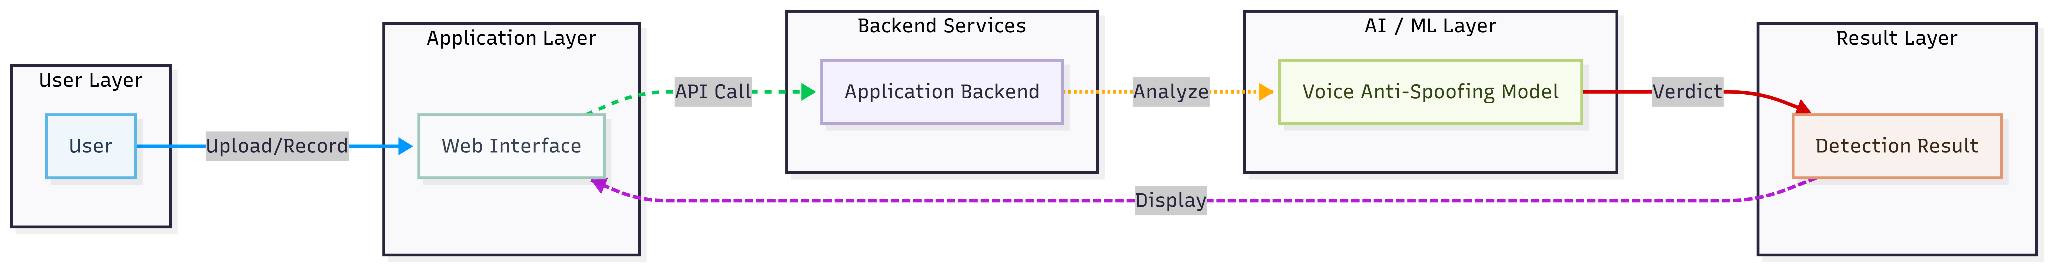 User Layer
User
Upload/Record
Application Layer
Web Interface
API Call
Backend Services
Application Backend
Analyze
AI / ML Layer
Voice Anti-Spoofing Model
Verdict
Result Layer
Detection Result
Display